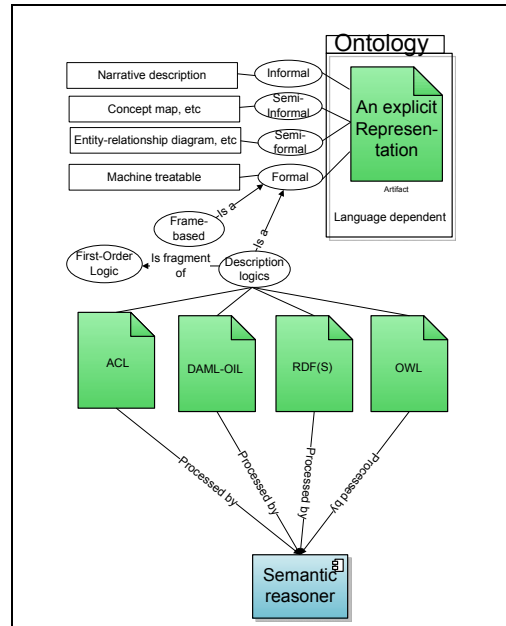 Ontology
Narrative description
Informal
Concept map, etc
Semi-
Informal
Entity-relationship diagram, etc
Semi-
formal
Machine treatable
Formal
An explicit
Represen-
tation
Artifact
Language dependent
Frame-
based
Is a
Is a
First-Order
Logic
Is fragment
of
Description
logics
ACL
DAML-OIL
RDF(S)
OWL
Processed by
Processed by
Processed by
Processed by
Semantic
reasoner